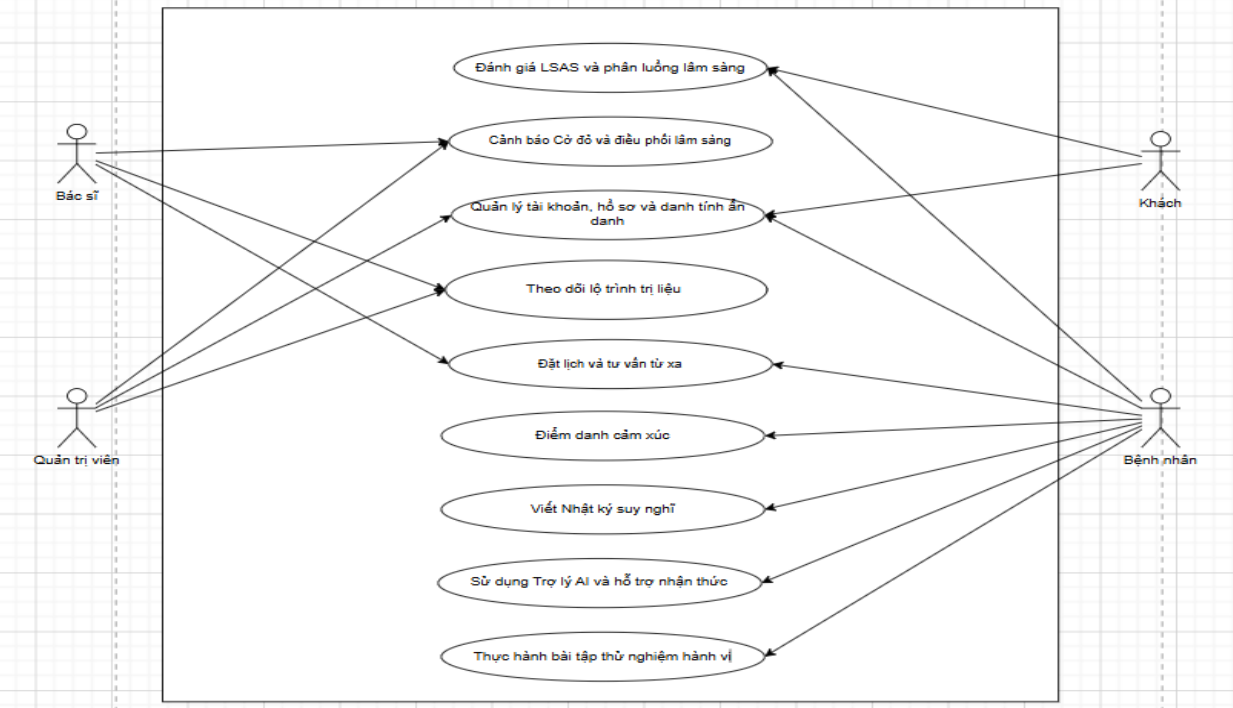 Đánh giá LSAS và phân luồng lâm sàng
Cảnh báo Cờ đỏ và điều phối lâm sàng
Bác sĩ
Quản lý tài khoản, hồ sơ và danh tính ẩn
danh
Khách
Theo dõi lộ trình trị liệu
Đặt lịch và tư vấn từ xa
Điểm danh cảm xúc
Quản trị viên
Bệnh nhân
Viết Nhật ký suy nghĩ
Sử dụng Trợ lý AI và hỗ trợ nhận thức
Thực hành bài tập thử nghiệm hành vi